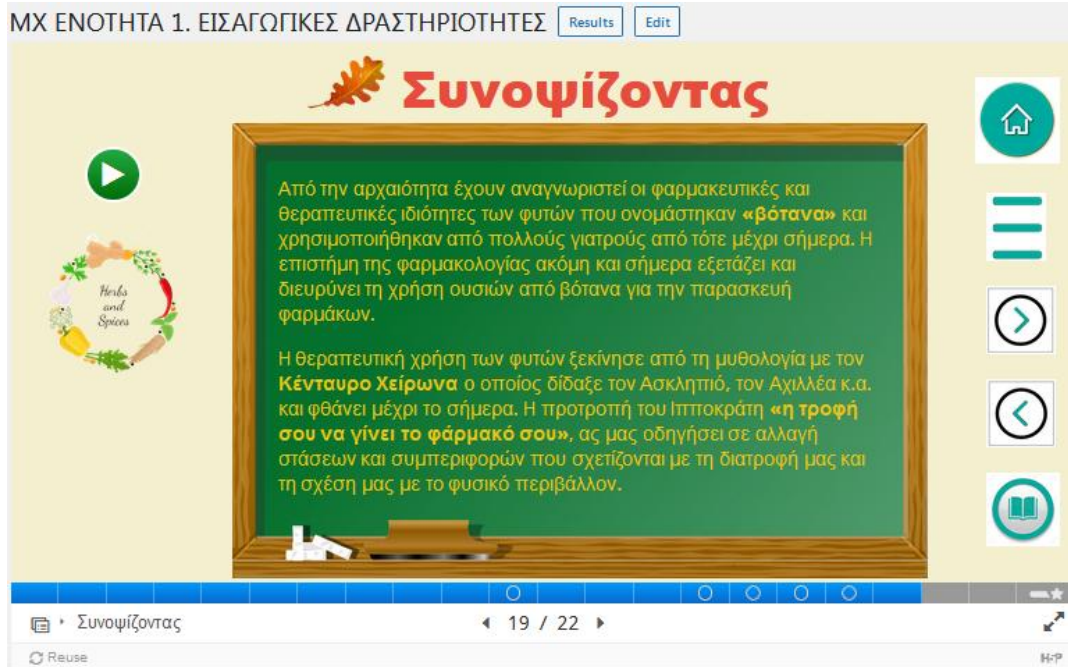 ΜΧ ΕΝΟΤΗΤΑ 1. ΕΙΣΑΓΩΓΙΚΕΣ ΔΡΑΣΤΗΡΙΟΤΗΤΕΣ Results Edit
Συνοψίζοντας
Από την αρχαιότητα έχουν αναγνωριστεί οι φαρμακευτικές και
θεραπευτικές ιδιότητες των φυτών που ονομάστηκαν «βότανα» και
χρησιμοποιήθηκαν από πολλούς γιατρούς από τότε μέχρι σήμερα. Η
επιστήμη της φαρμακολογίας ακόμη και σήμερα εξετάζει και
διευρύνει τη χρήση ουσιών από βότανα για την παρασκευή
φαρμάκων.
Η θεραπευτική χρήση των φυτών ξεκίνησε από τη μυθολογία με τον
Κένταυρο Χείρωνα ο οποίος δίδαξε τον Ασκληπιό, τον Αχιλλέα κ.α.
και φθάνει μέχρι το σήμερα. Η προτροπή του Ιπποκράτη «η τροφή
σου να γίνει το φάρμακό σου», ας μας οδηγήσει σε αλλαγή
στάσεων και συμπεριφορών που σχετίζονται με τη διατροφή μας και
τη σχέση μας με το φυσικό περιβάλλον.
Herbs
and
Spices
Συνοψίζοντας
19 / 22
Reuse
H5P